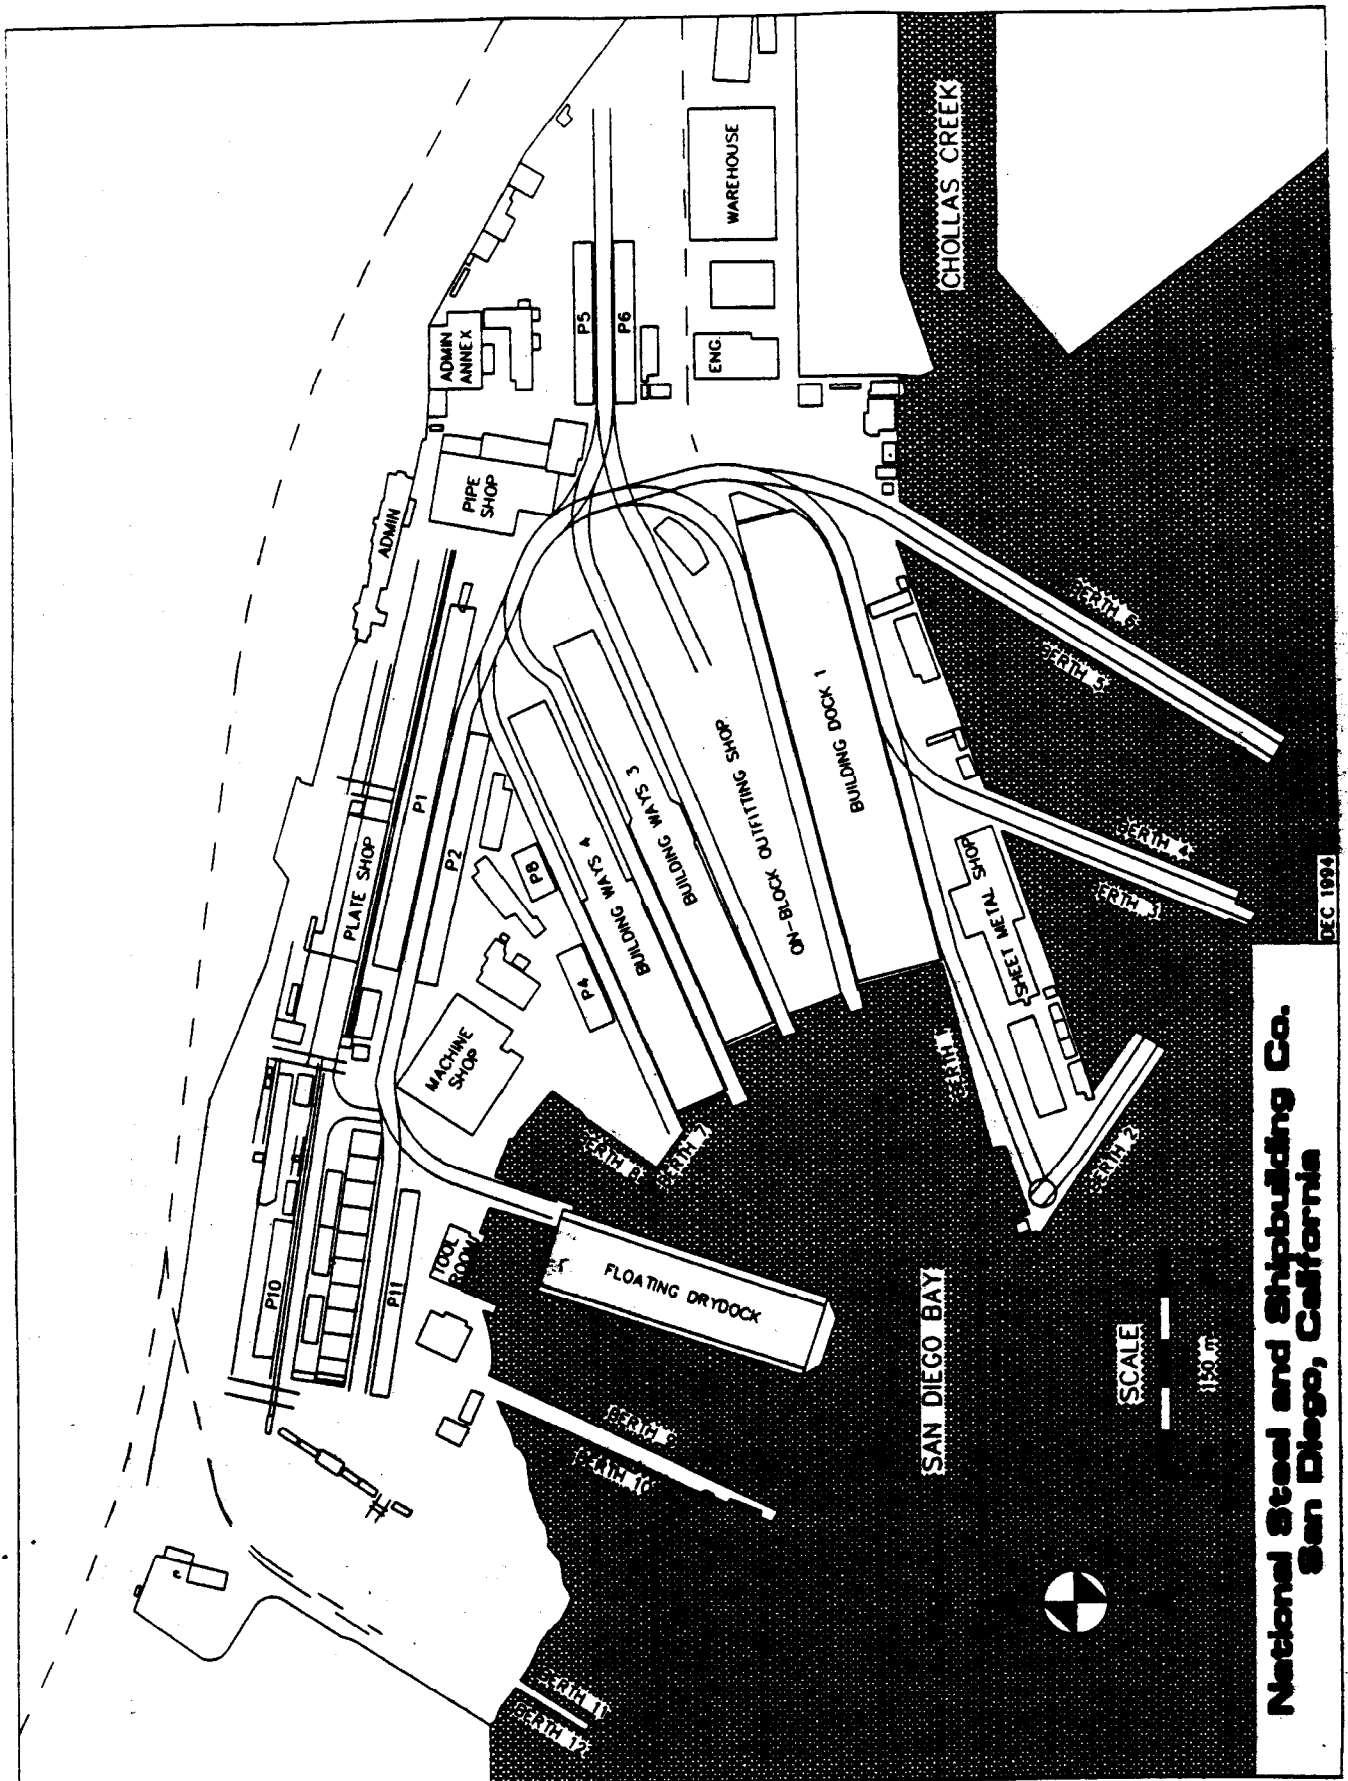 National Steel and Shipbuilding Co.
San Diego, California
DEC 1994
SCALE
150 m
SAN DIEGO BAY
CHOLLAS CREEK
WAREHOUSE
ENG.
P5
P6
ADMIN
ANNEX
PIPE
SHOP
ADMIN
PLATE SHOP
P1
P2
P8
P4
MACHINE
SHOP
BUILDING WAYS 4
BUILDING WAYS 3
ON-BLOCK OUTFITTING SHOP
BUILDING DOCK 1
SHEET METAL SHOP
P10
P11
TOOL
ROOM
FLOATING DRYDOCK
BERTH 1
BERTH 2
BERTH 3
BERTH 4
BERTH 5
BERTH 6
BERTH 7
BERTH 8
BERTH 9
BERTH 10
BERTH 11
BERTH 12